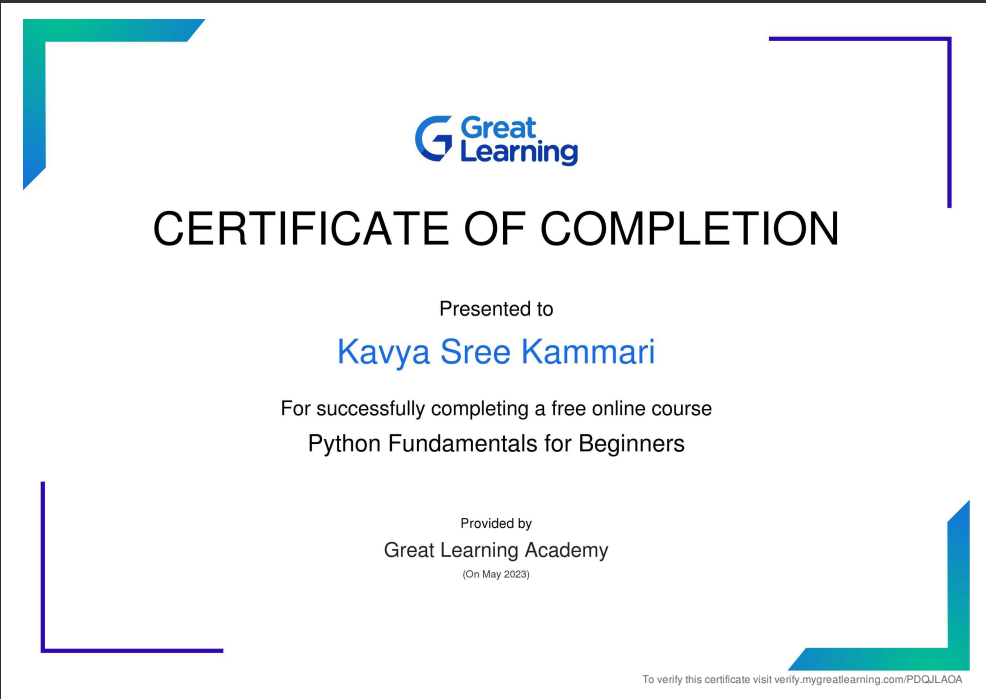 Great
Learning
CERTIFICATE OF COMPLETION
Presented to
Kavya Sree Kammari
For successfully completing a free online course
Python Fundamentals for Beginners
Provided by
Great Learning Academy
(On May 2023)
To verify this certificate visit verify.mygreatlearning.com/PDQJLAOA